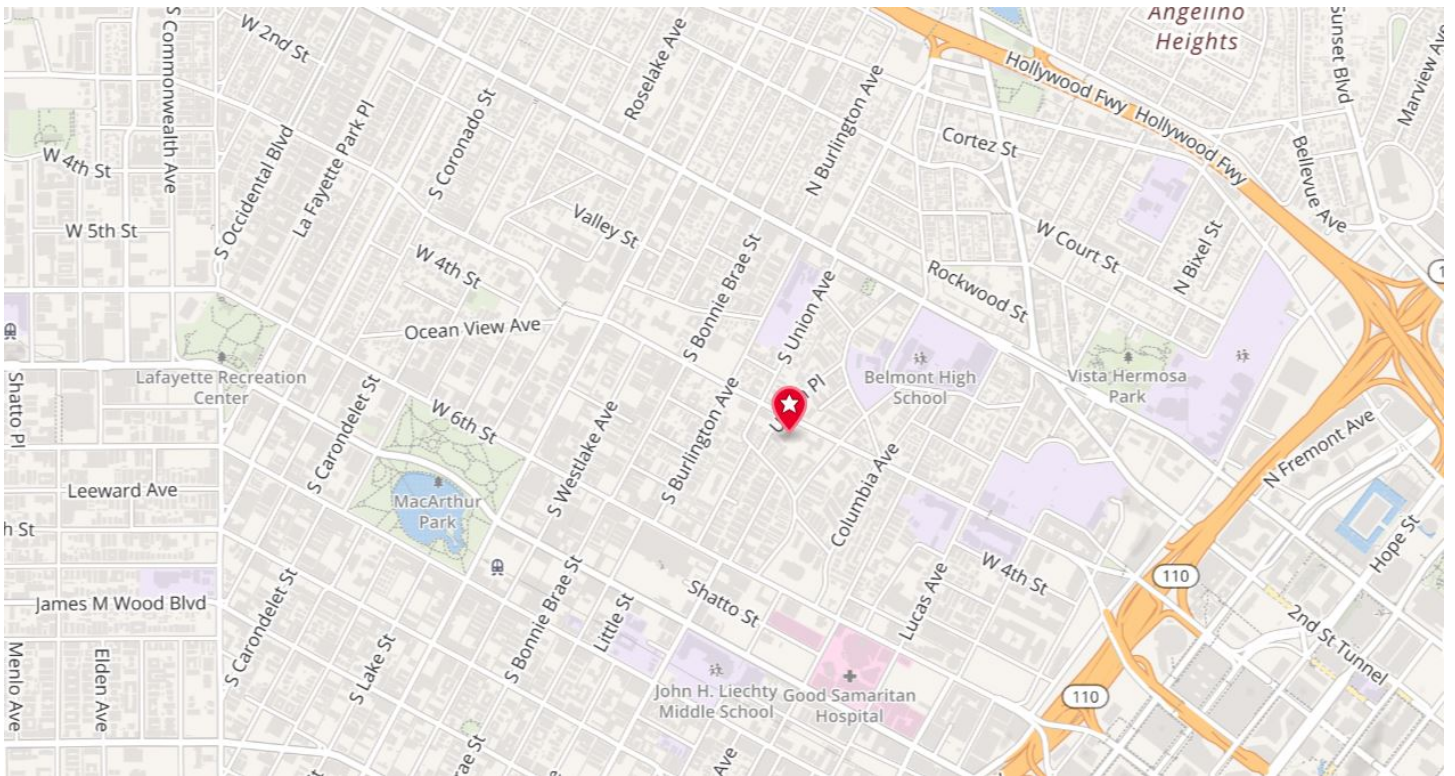 Angelino
Heights
S Commonwealth Ave
W 2nd St
Roselake Ave
Sunset Blvd
Marview Ave
Hollywood Fwy
Hollywood Fwy
La Fayette Park Pl
S Coronado St
N Burlington Ave
Cortez St
Bellevue Ave
W 4th St
S Occidental Blvd
W 5th St
Valley St
W Court St
N Bixel St
W 4th St
S Bonnie Brae St
Rockwood St
S Union Ave
Ocean View Ave
Shatto Pl
Lafayette Recreation
Center
Belmont High
School
Vista Hermosa
Park
Pl
S Carondelet St
W 6th St
S Westlake Ave
S Burlington Ave
N Fremont Ave
Leeward Ave
MacArthur
Park
Columbia Ave
Hope St
h St
W 4th St
110
James M Wood Blvd
S Carondelet St
S Bonnie Brae St
Little St
Shatto St
Lucas Ave
2nd St Tunnel
Menlo Ave
Elden Ave
S Lake St
John H. Liechty
Middle School
Good Samaritan
Hospital
110
rae St
Ave